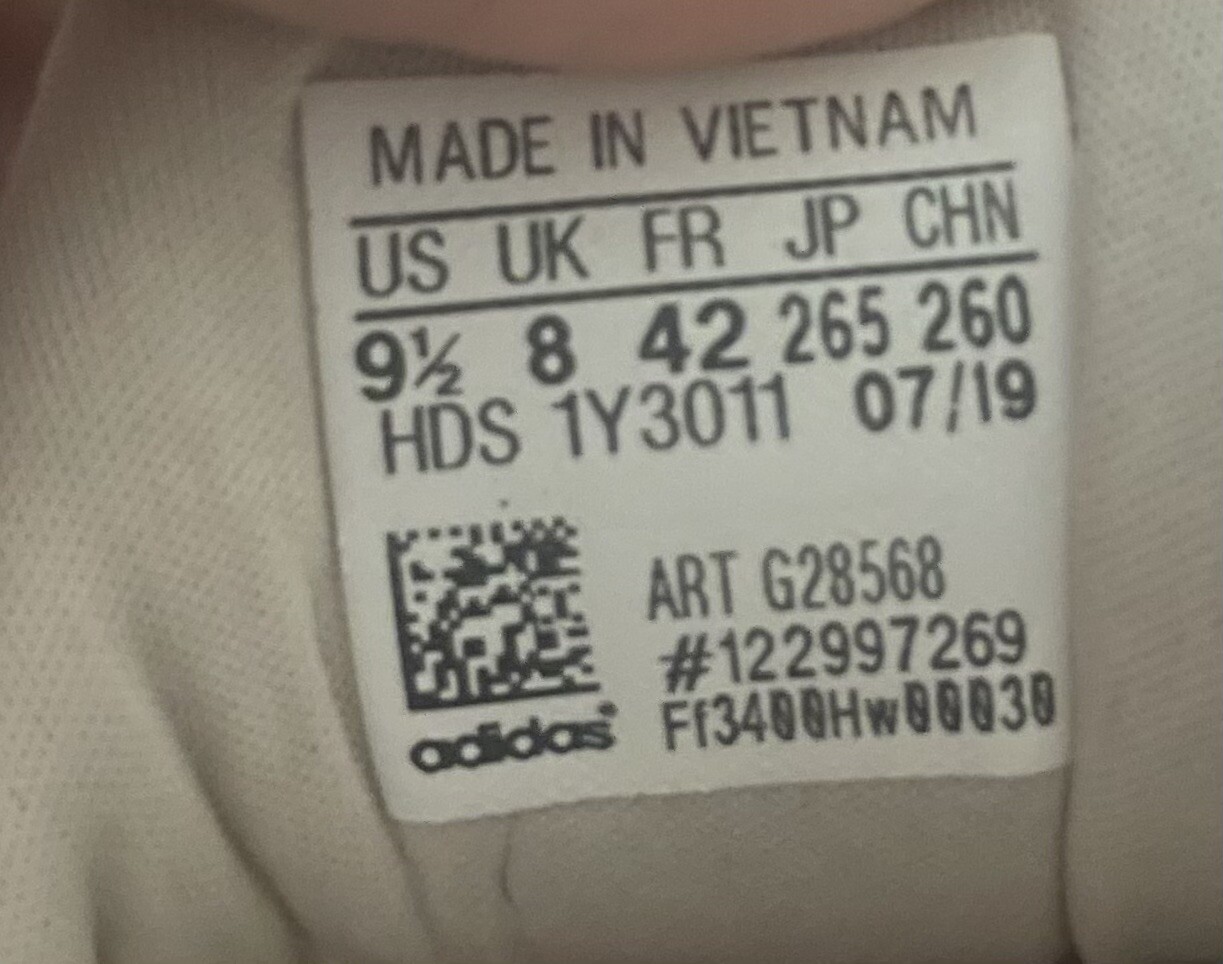 MADE IN VIETNAM
US UK FR JP CHN
9½ 8 42 265 260
HDS 1Y3011 07/19
ART G28568
#122997269
Ff3400Hw00030
adidas®